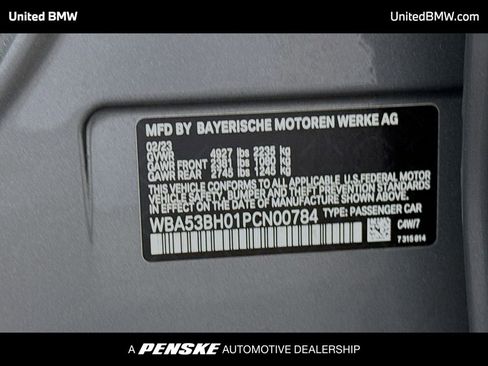 United BMW
UnitedBMW.com
MFD BY BAYERISCHE MOTOREN WERKE AG
02/23
GVWR 4927 lbs 2235 kg
GAWR FRONT 2381 lbs 1080 kg
GAWR REAR 2745 lbs 1245 kg
THIS VEHICLE CONFORMS TO ALL APPLICABLE U.S.FEDERAL MOTOR
VEHICLE SAFETY, BUMPER AND THEFT PREVENTION STANDARDS
IN EFFECT ON THE DATE OF MANUFACTURE SHOWN ABOVE.
WBA53BH01PCN00784 TYPE: PASSENGER CAR
C4W/7
7 315 014
A PENSKE AUTOMOTIVE DEALERSHIP